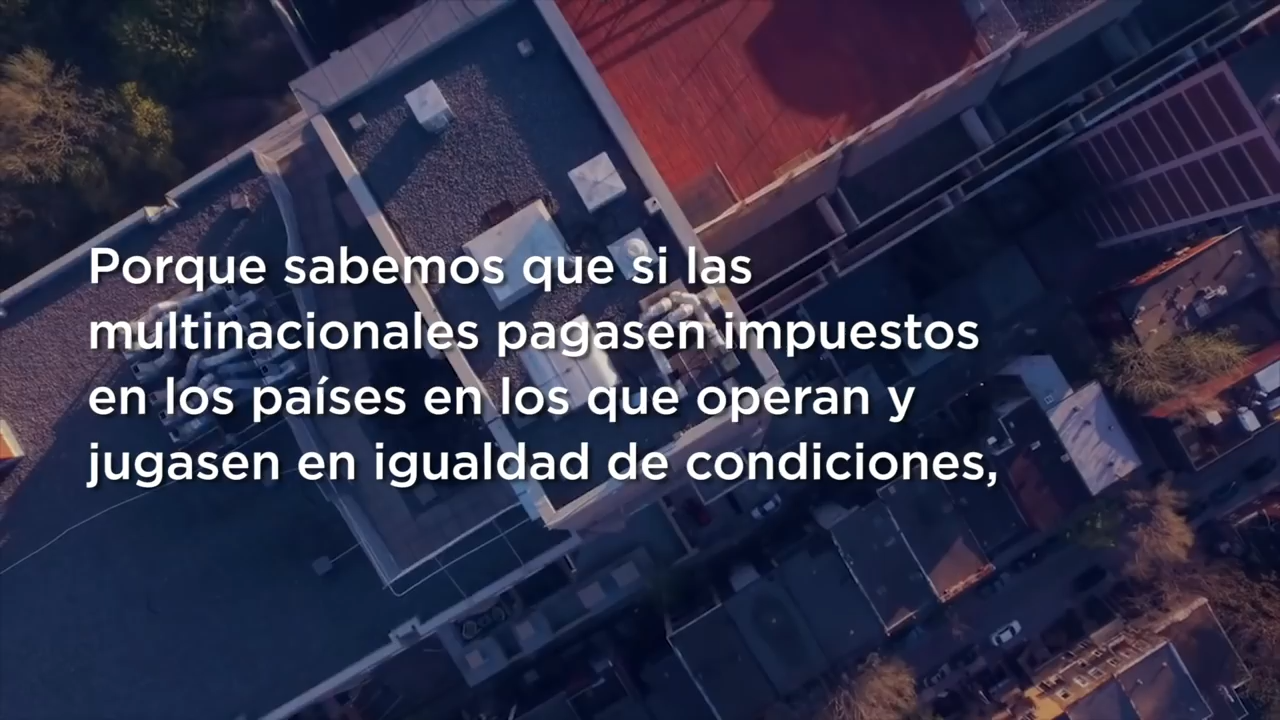 Porque sabemos que si las
multinacionales pagasen impuestos
en los países en los que operan y
jugasen en igualdad de condiciones,